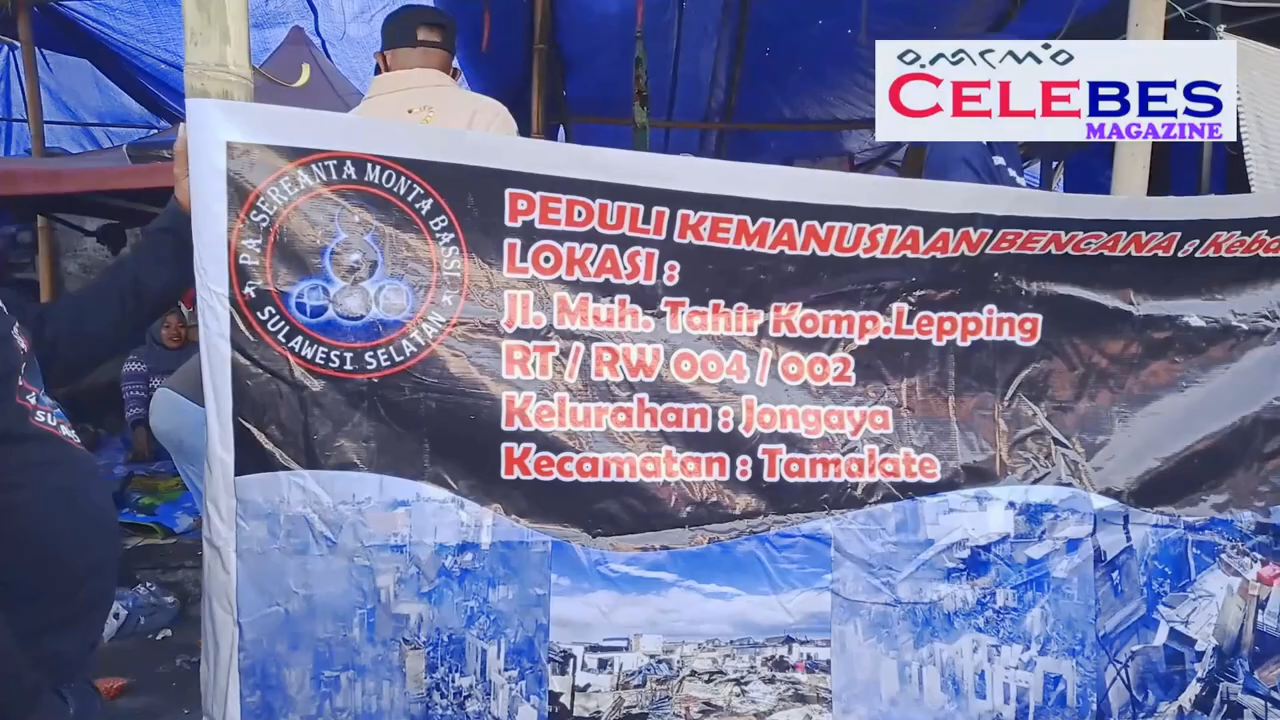 CELEBES
MAGAZINE
PA'SEREANTA MONTA BASSI
SULAWESI SELATAN
PEDULI KEMANUSIAAN BENCANA : Keba
LOKASI :
Jl. Muh. Tahir Komp.Lepping
RT / RW 004 / 002
Kelurahan : Jongaya
Kecamatan : Tamalate